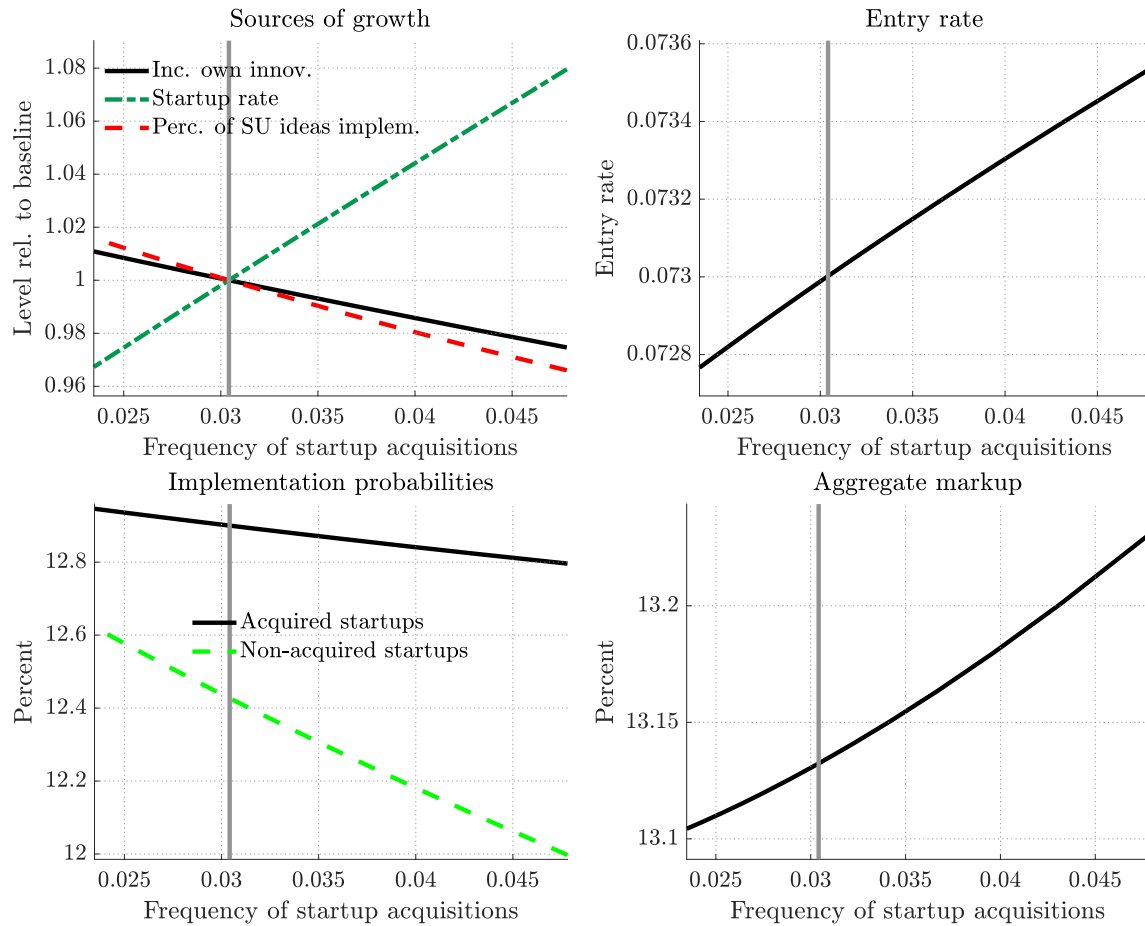 Sources of growth
Level rel. to baseline
1.08
1.06
1.04
1.02
1
0.98
0.96
Inc. own innov.
Startup rate
Perc. of SU ideas implem.
0.025 0.03 0.035 0.04 0.045
Frequency of startup acquisitions
Entry rate
Entry rate
0.0736
0.0734
0.0732
0.073
0.0728
0.025 0.03 0.035 0.04 0.045
Frequency of startup acquisitions
Implementation probabilities
Percent
12.8
12.6
12.4
12.2
12
Acquired startups
Non-acquired startups
0.025 0.03 0.035 0.04 0.045
Frequency of startup acquisitions
Aggregate markup
Percent
13.2
13.15
13.1
0.025 0.03 0.035 0.04 0.045
Frequency of startup acquisitions